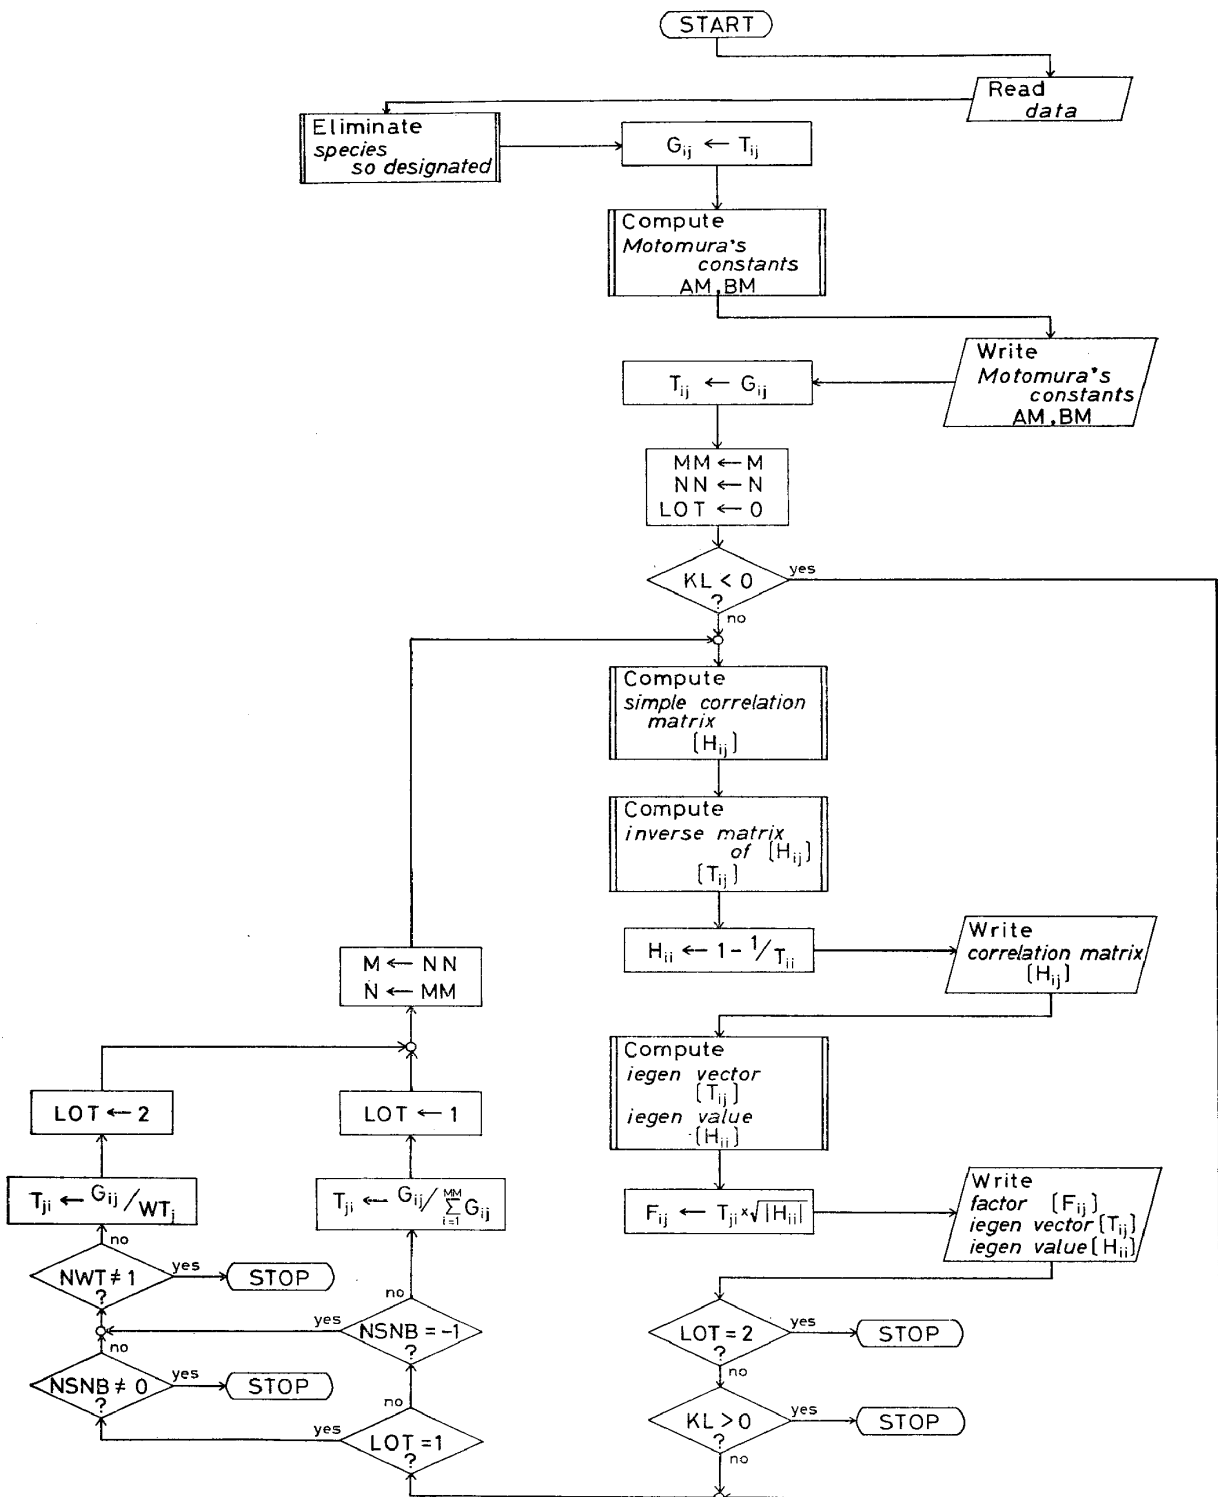 START
Read
data
Eliminate
species
so designated
Gij ← Tij
Compute
Motomura's
constants
AM,BM
Write
Motomura's
constants
AM,BM
Tij ← Gij
MM ← M
NN ← N
LOT ← 0
KL < 0
?
yes
no
Compute
simple correlation
matrix
[Hij]
Compute
inverse matrix
of [Hij]
[Tij]
Hii ← 1 - 1/Tii
Write
correlation matrix
[Hij]
Compute
iegen vector
[Tij]
iegen value
[Hii]
Fij ← Tji × √|Hii|
Write
factor [Fij]
iegen vector [Tij]
iegen value [Hii]
LOT = 2
?
yes
STOP
no
KL > 0
?
yes
STOP
no
M ← NN
N ← MM
LOT ← 2
LOT ← 1
Tji ← Gij/WTj
Tji ← Gij/∑MMi=1 Gij
no
NWT ≠ 1
?
yes
STOP
no
NSNB = -1
?
yes
no
NSNB ≠ 0
?
yes
STOP
no
LOT = 1
?
yes